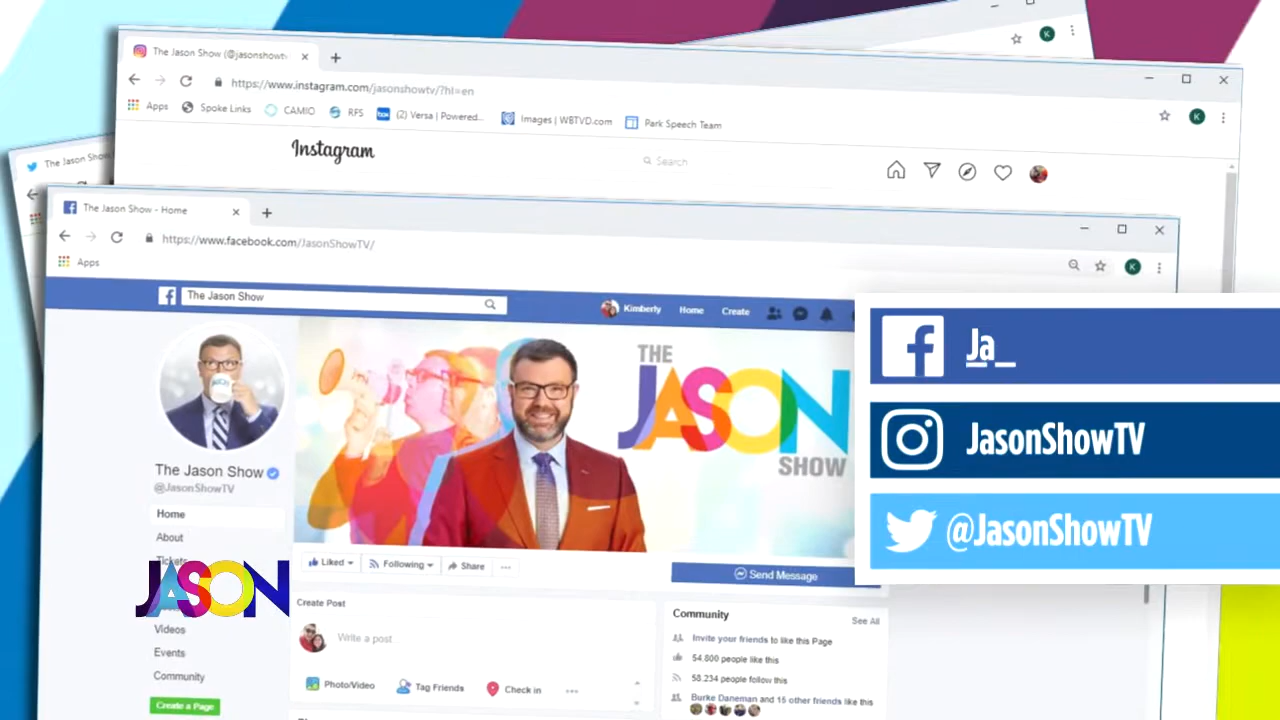 The Jason Show (@jasonshowtv
https://www.instagram.com/jasonshowtv/?hl=en
Apps
Spoke Links
CAMIO
RFS
(2) Versa | Powered...
Images | WBTVD.com
Park Speech Team
Instagram
Search
K
K
The Jason Show
The Jason Show - Home
https://www.facebook.com/JasonShowTV/
Apps
K
The Jason Show
Kimberly
Home
Create
THE
JASON
SHOW
Ja_
JasonShowTV
@JasonShowTV
The Jason Show
@JasonShowTV
Home
About
Tickets
JASON
Videos
Events
Community
Create a Page
Liked
Following
Share
Send Message
Create Post
Write a post...
Photo/Video
Tag Friends
Check in
Community
See All
Invite your friends to like this Page
54,800 people like this
58,234 people follow this
Burke Daneman and 15 other friends like this